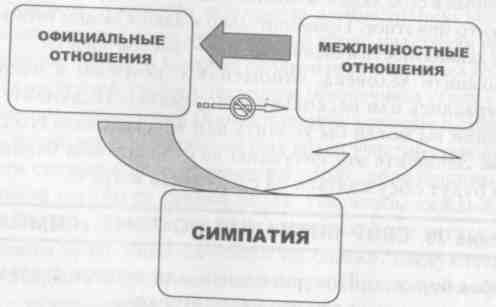 ОФИЦИАЛЬНЫЕ
ОТНОШЕНИЯ
МЕЖЛИЧНОСТНЫЕ
ОТНОШЕНИЯ
СИМПАТИЯ